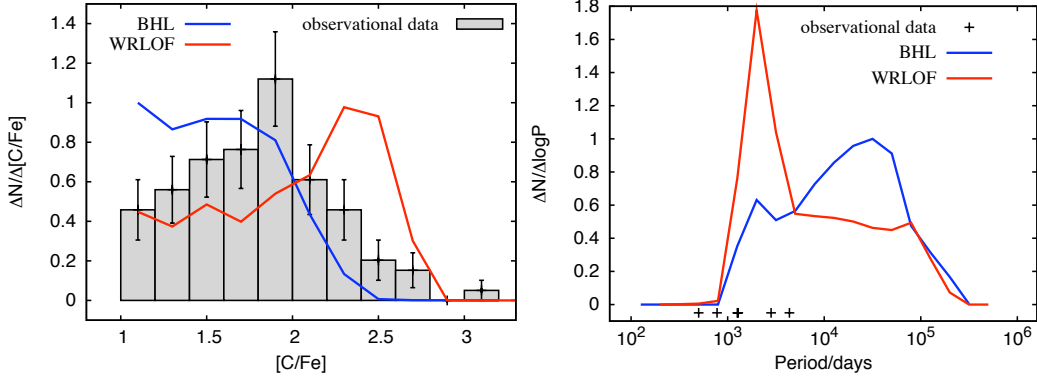 BHL
WRLOF
observational data
ΔN/Δ[C/Fe]
1.4
1.2
1
0.8
0.6
0.4
0.2
0
1 1.5 2 2.5 3
[C/Fe]
observational data
BHL
WRLOF
ΔN/ΔlogP
1.8
1.6
1.4
1.2
1
0.8
0.6
0.4
0.2
0
10² 10³ 10⁴ 10⁵ 10⁶
Period/days